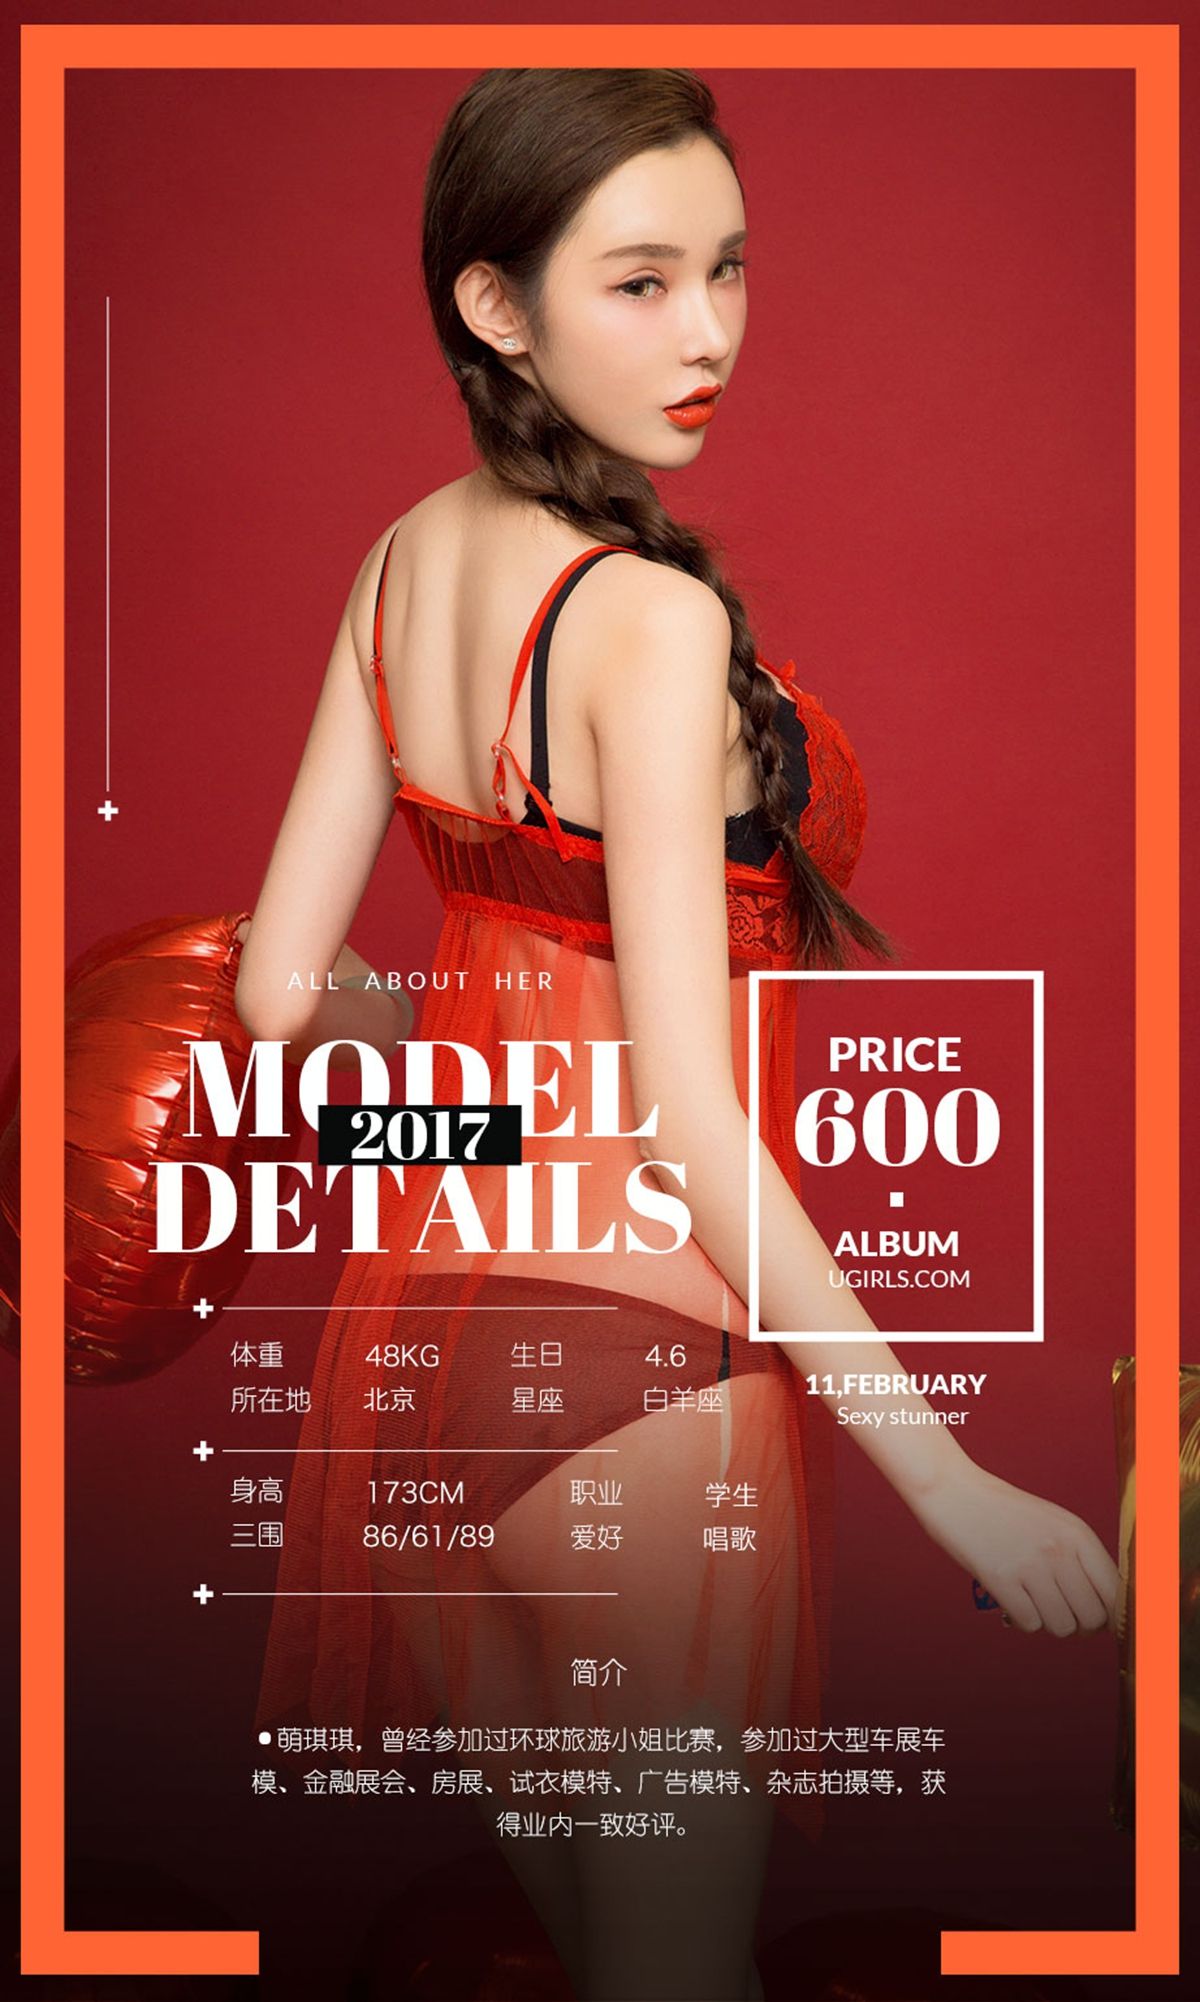 ALL ABOUT HER
MODEL
2017
DETAILS
PRICE
600
ALBUM
UGIRLS.COM
11,FEBRUARY
Sexy stunner
体重 48KG 生日 4.6
所在地 北京 星座 白羊座
身高 173CM 职业 学生
三围 86/61/89 爱好 唱歌
简介
●萌琪琪，曾经参加过环球旅游小姐比赛，参加过大型车展车
模、金融展会、房展、试衣模特、广告模特、杂志拍摄等，获
得业内一致好评。